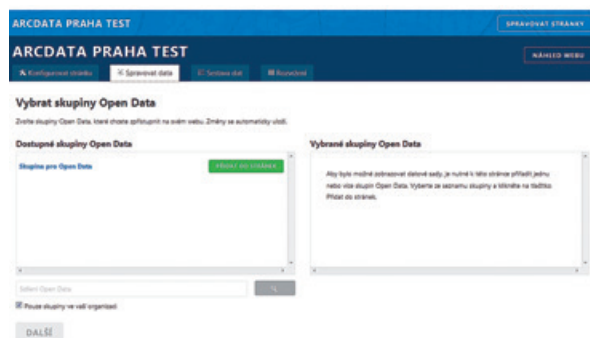 ARCDATA PRAHA TEST
SPRAVOVAT STRÁNKY
ARCDATA PRAHA TEST
NÁHLED WEBU
Konfigurovat stránku Spravovat data Sestava dat Rozvržení
Vybrat skupiny Open Data
Zvolte skupiny Open Data, které chcete zpřístupnit na svém webu. Změny se automaticky uloží.
Dostupné skupiny Open Data
Vybrané skupiny Open Data
Skupina pro Open Data
PŘIDAT DO STRÁNEK
Aby bylo možné zobrazovat datové sady, je nutné k této stránce přiřadit jednu
nebo více skupin Open Data. Vyberte ze seznamu skupiny a klikněte na tlačítko
Přidat do stránek.
Sdílení Open Data
Pouze skupiny ve vaší organizaci
DALŠÍ